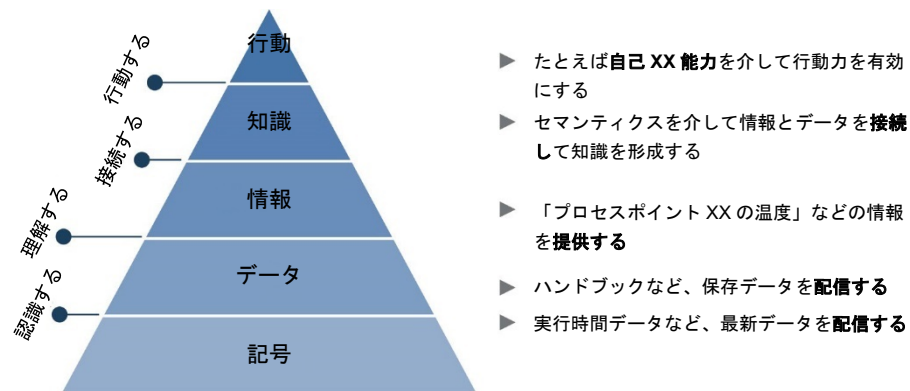 行動
知識
情報
データ
記号
行動する
接続する
理解する
認識する
たとえば自己 XX 能力を介して行動力を有効
にする
セマンティクスを介して情報とデータを接続
して知識を形成する
「プロセスポイント XX の温度」などの情報
を提供する
ハンドブックなど、保存データを配信する
実行時間データなど、最新データを配信する